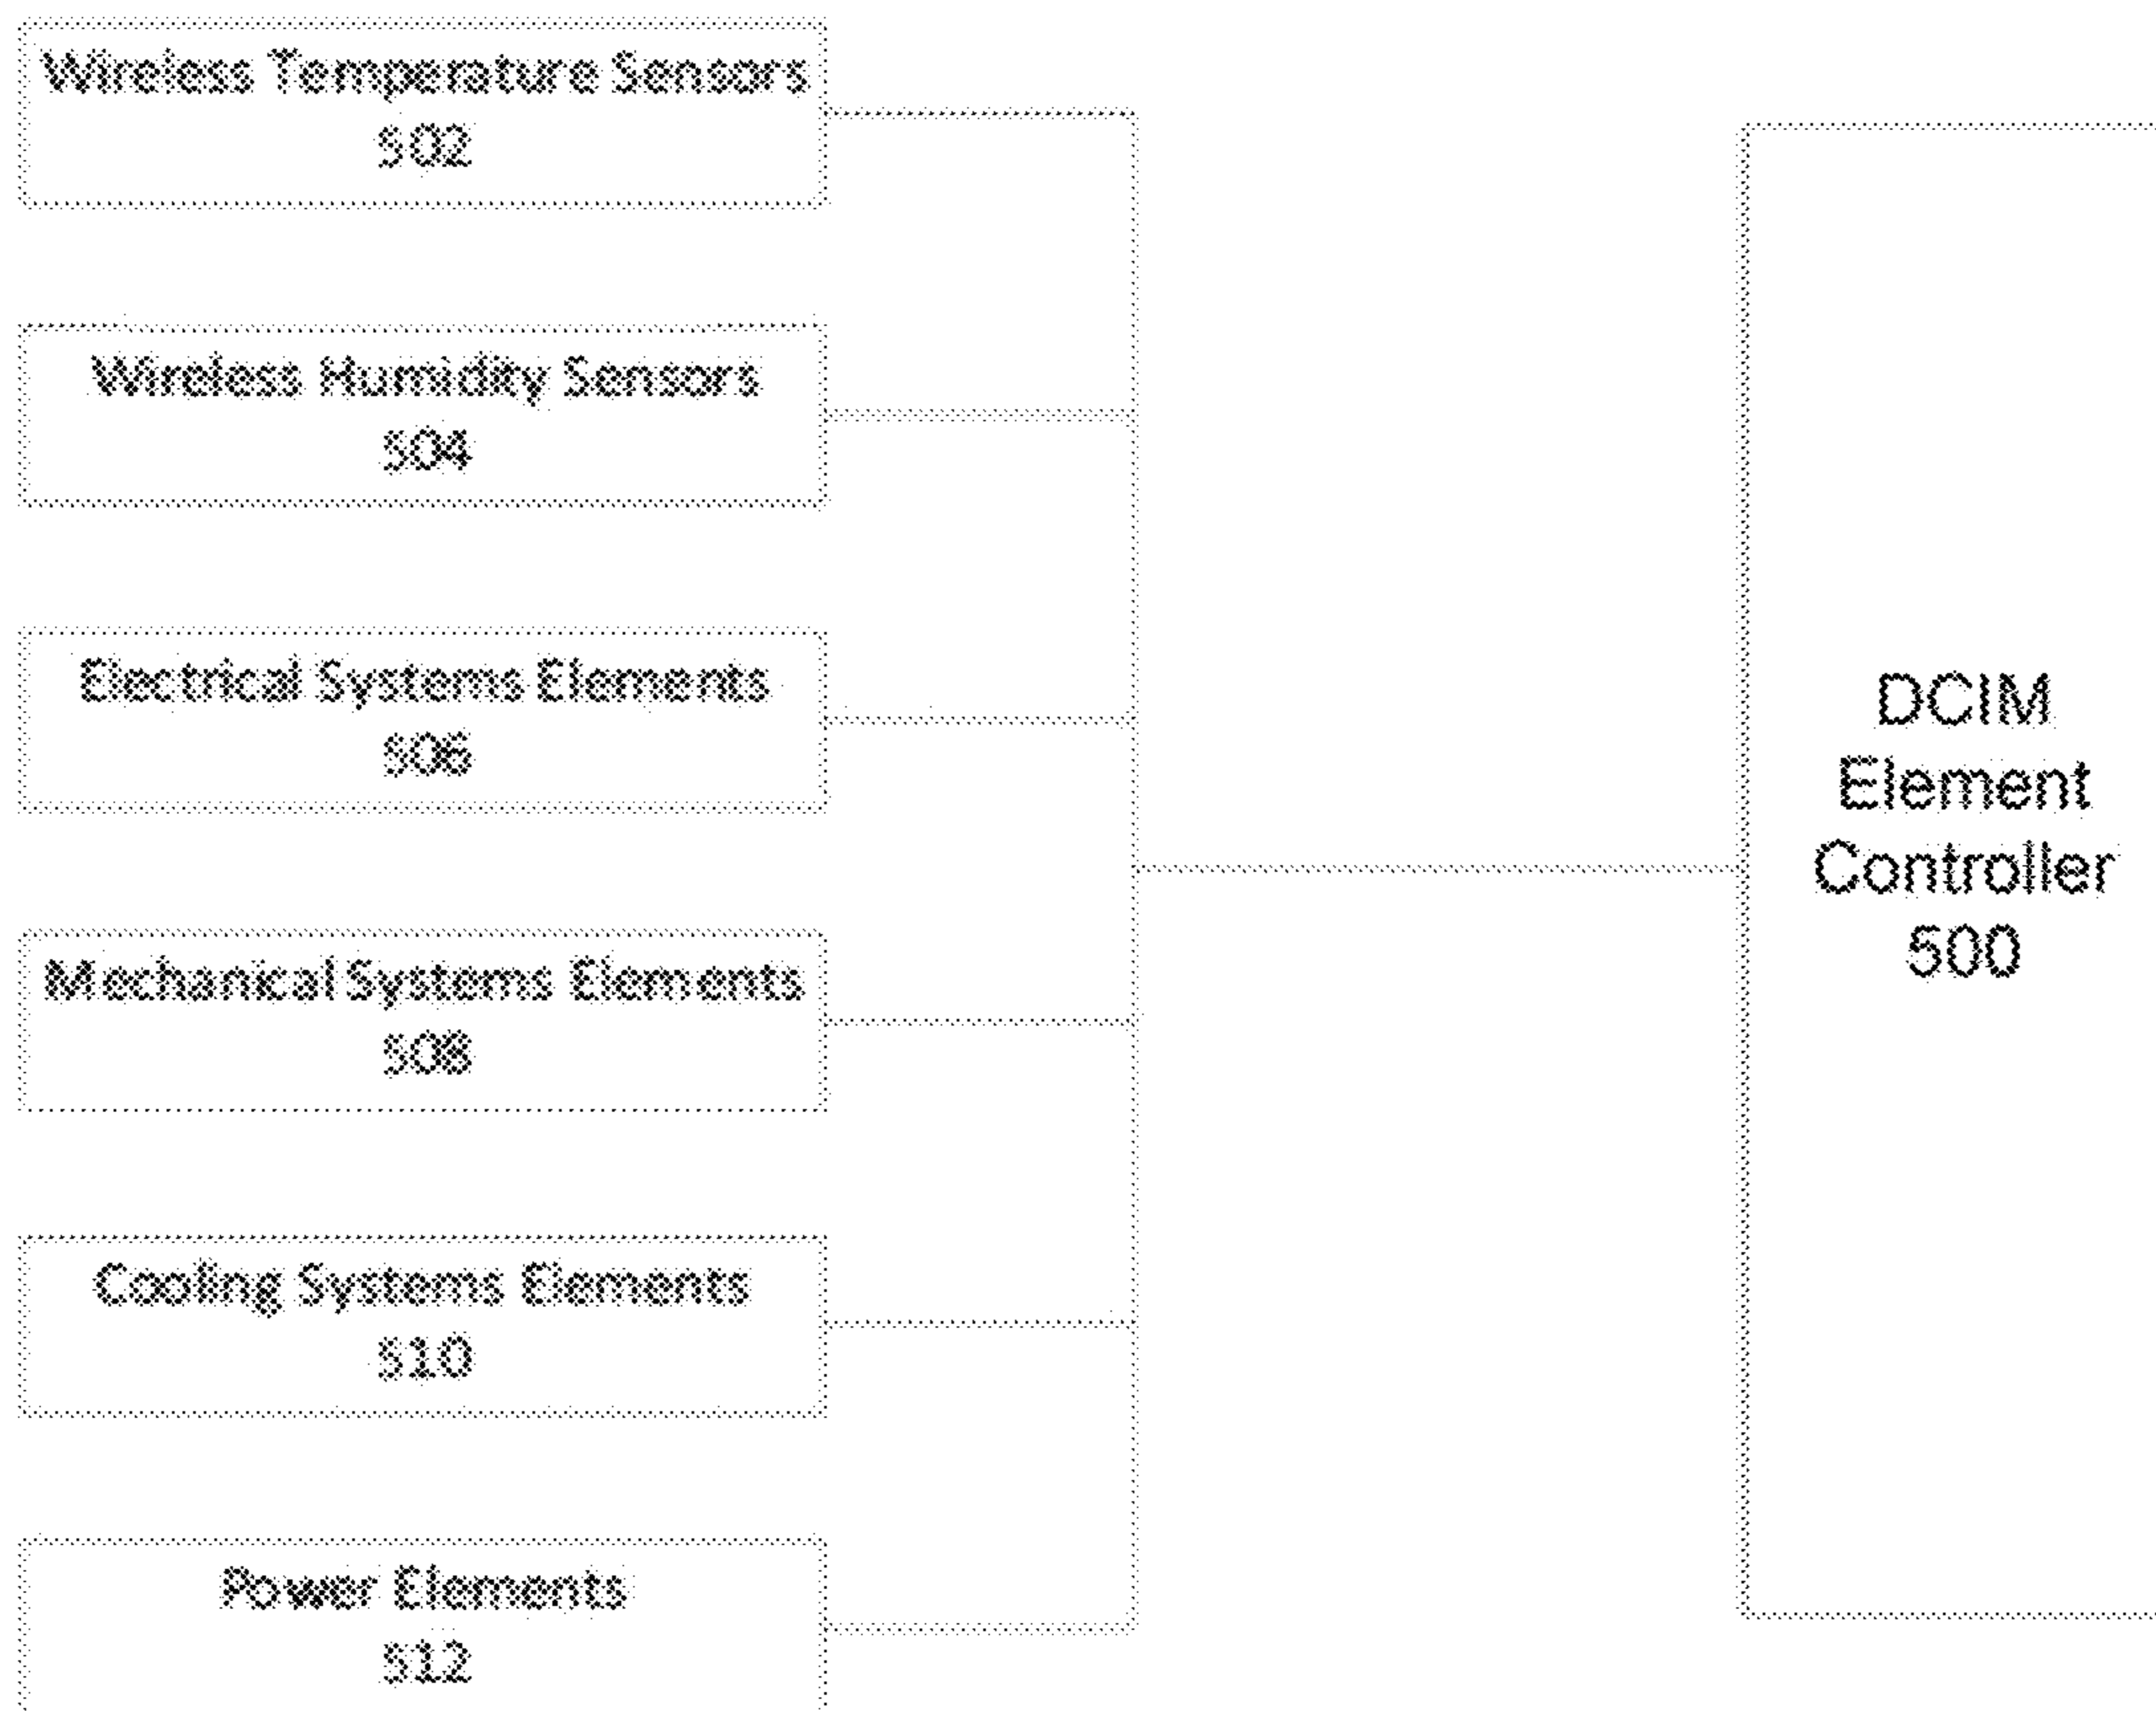 Wireless Temperature Sensors
502
Wireless Humidity Sensors
504
Electrical Systems Elements
506
Mechanical Systems Elements
508
Cooling Systems Elements
510
Power Elements
512
DCIM
Element
Controller
500